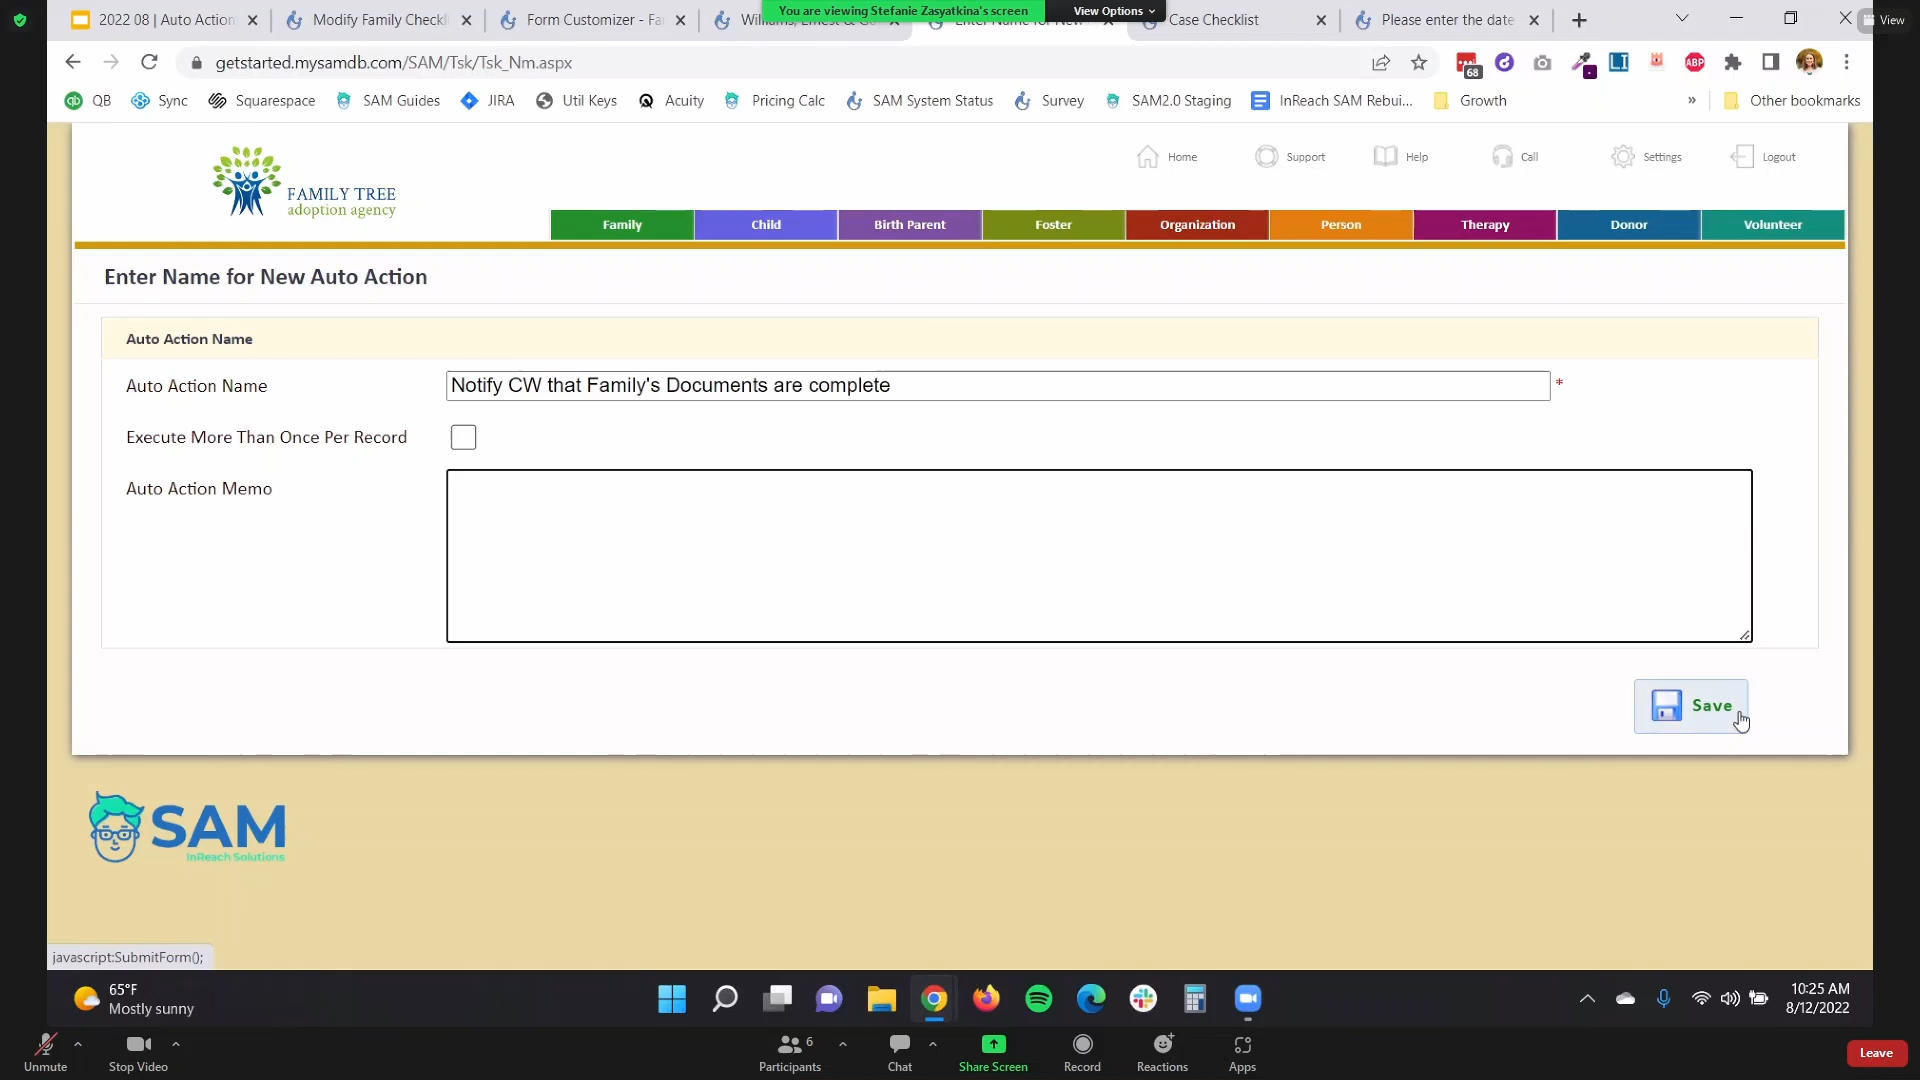 2022 08 | Auto Action
Modify Family Checkl
Form Customizer - Fa
You are viewing Stefanie Zasyatkina's screen
View Options
Case Checklist
Please enter the date
View
getstarted.mysamdb.com/SAM/Tsk/Tsk_Nm.aspx
68
ABP
QB
Sync
Squarespace
SAM Guides
JIRA
Util Keys
Acuity
Pricing Calc
SAM System Status
Survey
SAM2.0 Staging
InReach SAM Rebui...
Growth
»
Other bookmarks
FAMILY TREE
adoption agency
Home
Support
Help
Call
Settings
Logout
Family
Child
Birth Parent
Foster
Organization
Person
Therapy
Donor
Volunteer
Enter Name for New Auto Action
Auto Action Name
Auto Action Name
Notify CW that Family's Documents are complete
*
Execute More Than Once Per Record
Auto Action Memo
Save
SAM
InReach Solutions
javascript:SubmitForm();
65°F
Mostly sunny
10:25 AM
8/12/2022
Unmute
Stop Video
6
Participants
Chat
Share Screen
Record
Reactions
Apps
Leave